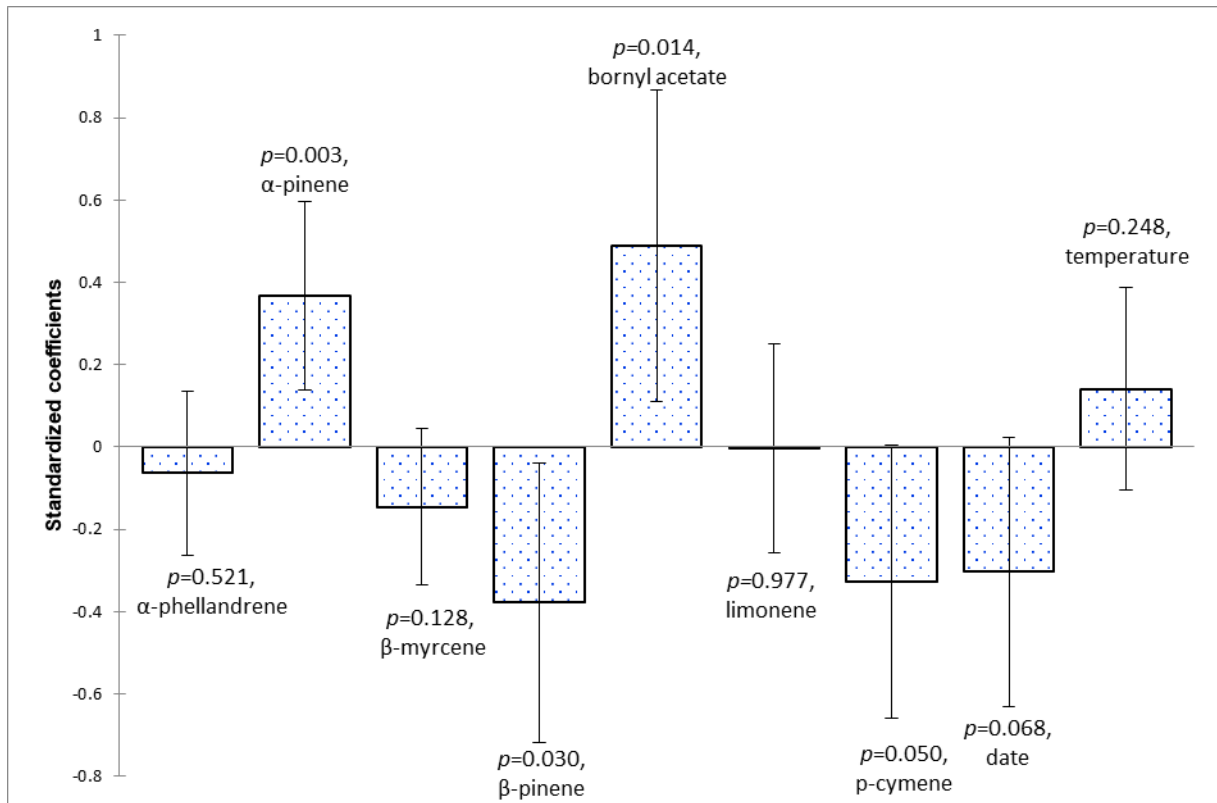 Standardized coefficients
1
0.8
0.6
0.4
0.2
0
-0.2
-0.4
-0.6
-0.8
p=0.521,
α-phellandrene
p=0.003,
α-pinene
p=0.128,
β-myrcene
p=0.030,
β-pinene
p=0.014,
bornyl acetate
p=0.977,
limonene
p=0.050,
p-cymene
p=0.068,
date
p=0.248,
temperature